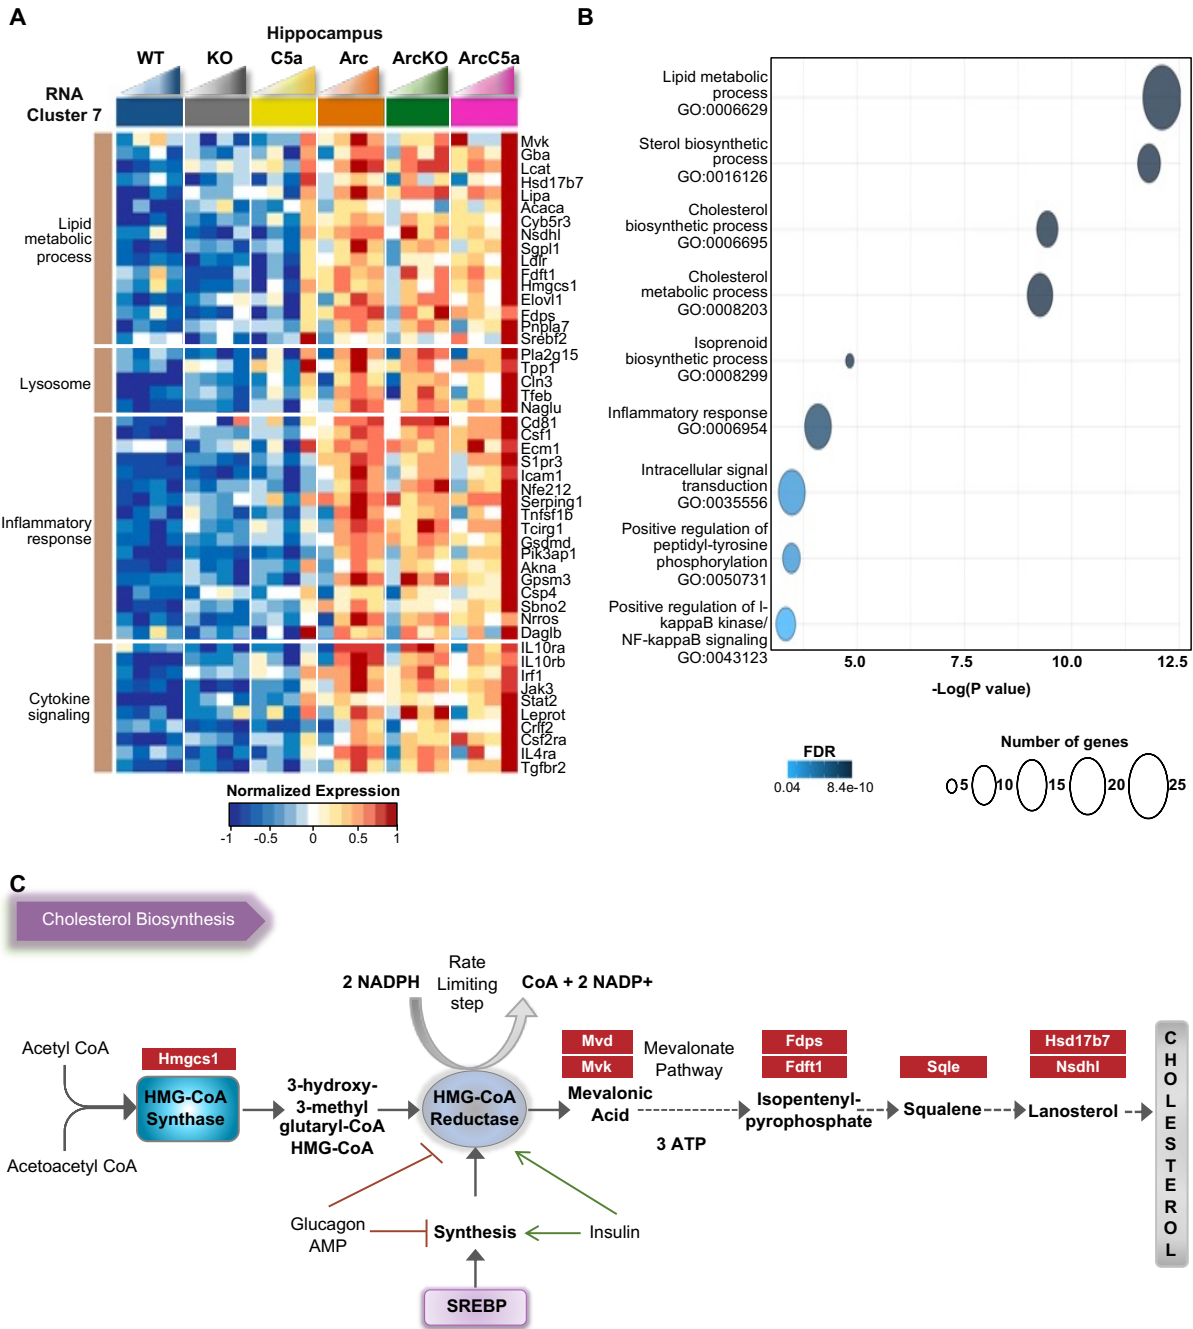 A
Hippocampus
WT KO C5a Arc ArcKO ArcC5a
RNA
Cluster 7
Lipid
metabolic
process
Mvk
Gba
Lcat
Hsd17b7
Lipa
Acaca
Cyb5r3
Nsdhl
Sgpl1
Ldlr
Fdft1
Hmgcs1
Elovl1
Fdps
Pnpla7
Srebf2
Lysosome
Pla2g15
Tpp1
Cln3
Tfeb
Naglu
Inflammatory
response
Cd81
Csf1
Ecm1
S1pr3
Icam1
Nfe212
Serping1
Tnfsf1b
Tcirg1
Gsdmd
Pik3ap1
Akna
Gpsm3
Csp4
Sbno2
Nrros
Daglb
Cytokine
signaling
IL10ra
IL10rb
Irf1
Jak3
Stat2
Leprot
Crlf2
Csf2ra
IL4ra
Tgfbr2
Normalized Expression
-1 -0.5 0 0.5 1
B
Lipid metabolic
process
GO:0006629
Sterol biosynthetic
process
GO:0016126
Cholesterol
biosynthetic process
GO:0006695
Cholesterol
metabolic process
GO:0008203
Isoprenoid
biosynthetic process
GO:0008299
Inflammatory response
GO:0006954
Intracellular signal
transduction
GO:0035556
Positive regulation of
peptidyl-tyrosine
phosphorylation
GO:0050731
Positive regulation of I-
kappaB kinase/
NF-kappaB signaling
GO:0043123
5.0 7.5 10.0 12.5
-Log(P value)
FDR
0.04 8.4e-10
Number of genes
5 10 15 20 25
C
Cholesterol Biosynthesis
2 NADPH
Rate
Limiting
step
CoA + 2 NADP+
Acetyl CoA
Acetoacetyl CoA
Hmgcs1
HMG-CoA
Synthase
3-hydroxy-
3-methyl
glutaryl-CoA
HMG-CoA
HMG-CoA
Reductase
Mvd
Mvk
Mevalonic
Acid
Mevalonate
Pathway
3 ATP
Fdps
Fdft1
Isopentenyl-
pyrophosphate
Sqle
Squalene
Hsd17b7
Nsdhl
Lanosterol
CHOLESTEROL
Glucagon
AMP
Synthesis
Insulin
SREBP